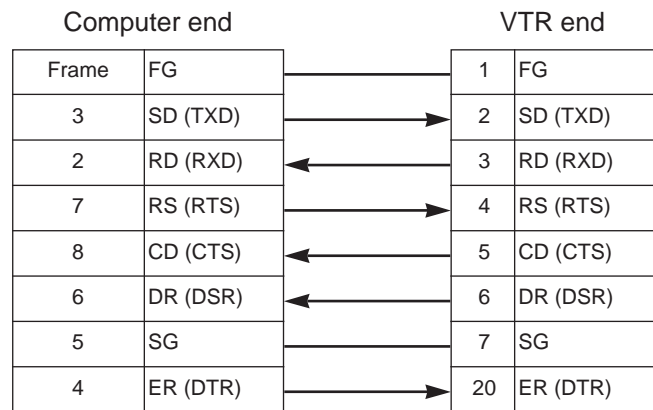 Computer end VTR end
Frame FG 1 FG
3 SD (TXD) 2 SD (TXD)
2 RD (RXD) 3 RD (RXD)
7 RS (RTS) 4 RS (RTS)
8 CD (CTS) 5 CD (CTS)
6 DR (DSR) 6 DR (DSR)
5 SG 7 SG
4 ER (DTR) 20 ER (DTR)